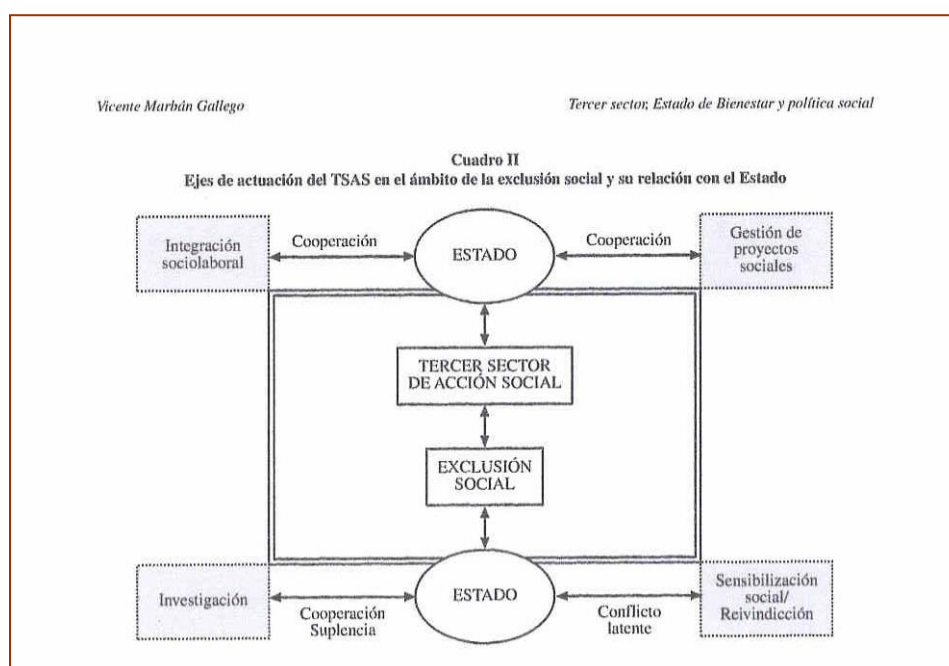 Vicente Marbán Gallego
Tercer sector, Estado de Bienestar y política social
Cuadro II
Ejes de actuación del TSAS en el ámbito de la exclusión social y su relación con el Estado
Integración
sociolaboral
Cooperación
ESTADO
Cooperación
Gestión de
proyectos
sociales
TERCER SECTOR
DE ACCIÓN SOCIAL
EXCLUSIÓN
SOCIAL
Investigación
Cooperación
Suplencia
ESTADO
Conflicto
latente
Sensibilización
social/
Reivindicción